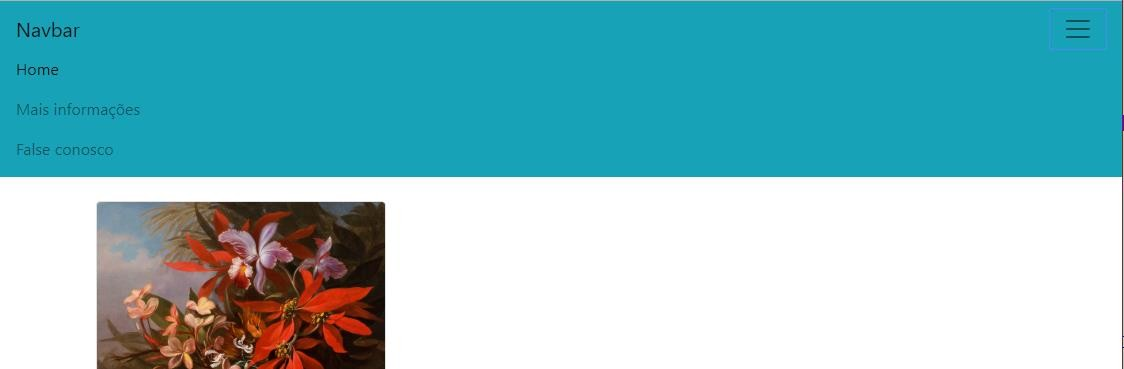 Navbar
Home
Mais informações
False conosco